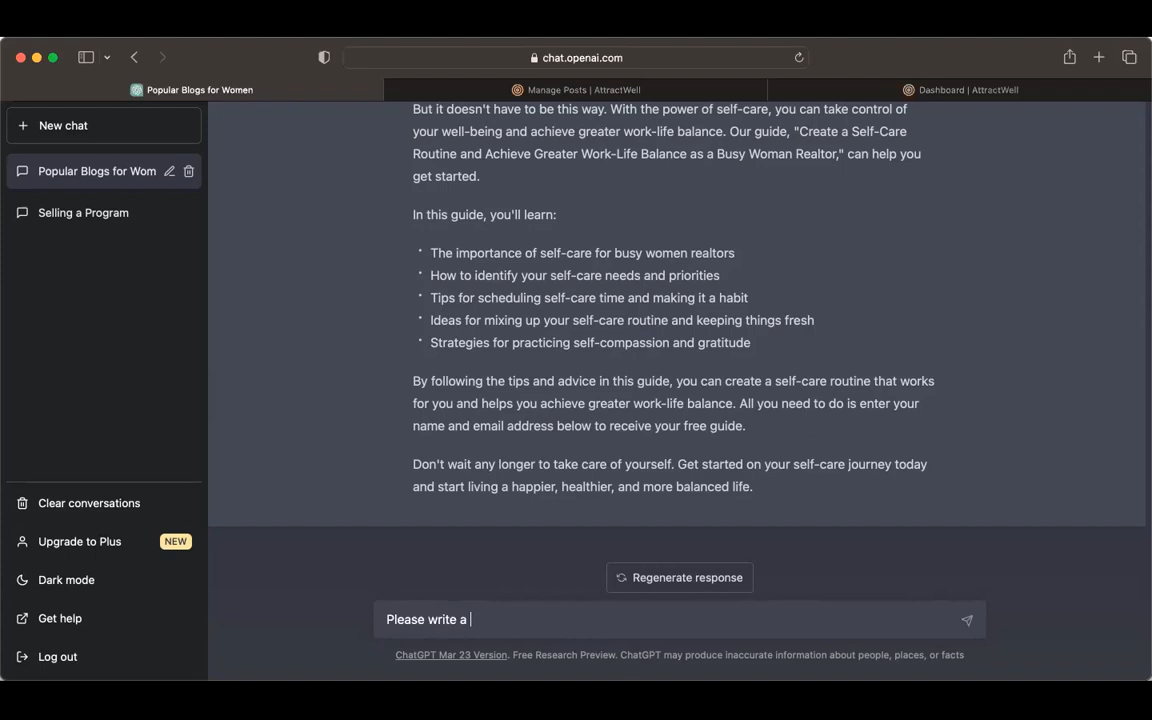 chat.openai.com
Popular Blogs for Women
Manage Posts | AttractWell
Dashboard | AttractWell
New chat
Popular Blogs for Wom
Selling a Program
But it doesn't have to be this way. With the power of self-care, you can take control of
your well-being and achieve greater work-life balance. Our guide, "Create a Self-Care
Routine and Achieve Greater Work-Life Balance as a Busy Woman Realtor," can help you
get started.
In this guide, you'll learn:
• The importance of self-care for busy women realtors
• How to identify your self-care needs and priorities
• Tips for scheduling self-care time and making it a habit
• Ideas for mixing up your self-care routine and keeping things fresh
• Strategies for practicing self-compassion and gratitude
By following the tips and advice in this guide, you can create a self-care routine that works
for you and helps you achieve greater work-life balance. All you need to do is enter your
name and email address below to receive your free guide.
Don't wait any longer to take care of yourself. Get started on your self-care journey today
and start living a happier, healthier, and more balanced life.
Clear conversations
Upgrade to Plus NEW
Dark mode
Get help
Log out
Regenerate response
Please write a
ChatGPT Mar 23 Version. Free Research Preview. ChatGPT may produce inaccurate information about people, places, or facts